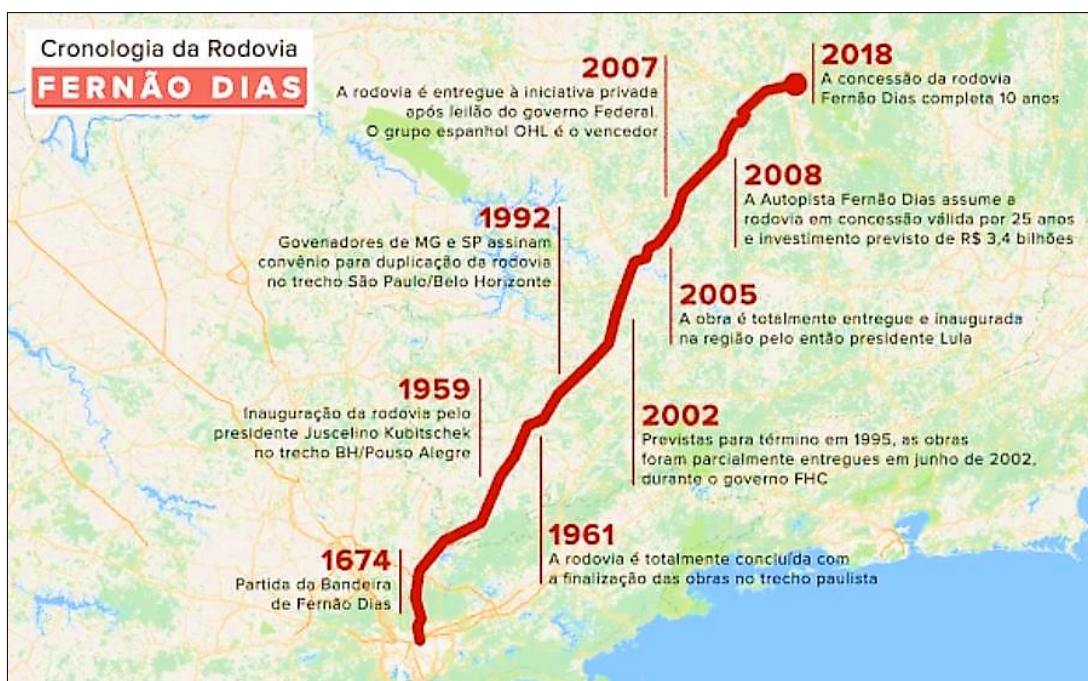 Cronologia da Rodovia
FERNÃO DIAS
2018
A concessão da rodovia
Fernão Dias completa 10 anos
2007
A rodovia é entregue à iniciativa privada
após leilão do governo Federal.
O grupo espanhol OHL é o vencedor
2008
A Autopista Fernão Dias assume a
rodovia em concessão válida por 25 anos
e investimento previsto de R$ 3,4 bilhões
1992
Govenadores de MG e SP assinam
convênio para duplicação da rodovia
no trecho São Paulo/Belo Horizonte
2005
A obra é totalmente entregue e inaugurada
na região pelo então presidente Lula
1959
Inauguração da rodovia pelo
presidente Juscelino Kubitschek
no trecho BH/Pouso Alegre
2002
Previstas para término em 1995, as obras
foram parcialmente entregues em junho de 2002,
durante o governo FHC
1961
A rodovia é totalmente concluída com
a finalização das obras no trecho paulista
1674
Partida da Bandeira
de Fernão Dias